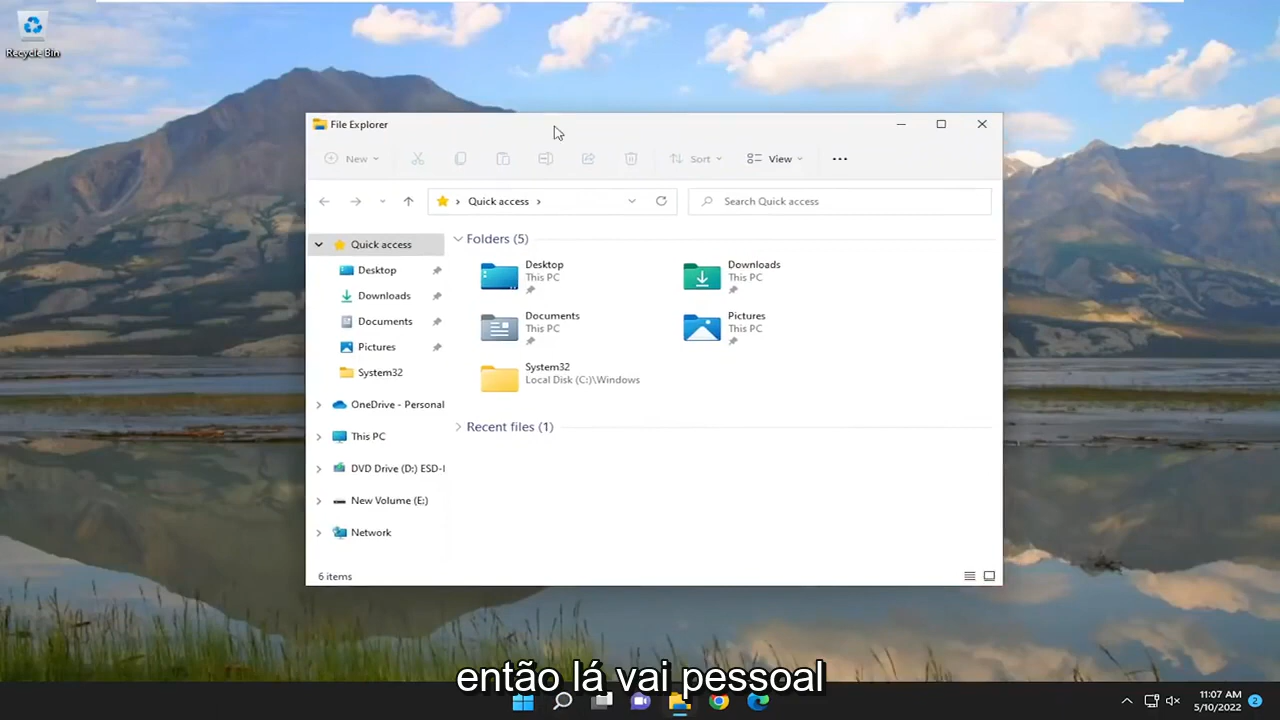 Recycle Bin
File Explorer
New
Sort
View
Quick access
Search Quick access
Quick access
Desktop
Downloads
Documents
Pictures
System32
OneDrive - Personal
This PC
DVD Drive (D:) ESD-I
New Volume (E:)
Network
Folders (5)
Desktop
This PC
Downloads
This PC
Documents
This PC
Pictures
This PC
System32
Local Disk (C:)\Windows
Recent files (1)
6 items
então lá vai pessoal
11:07 AM
5/10/2022
2